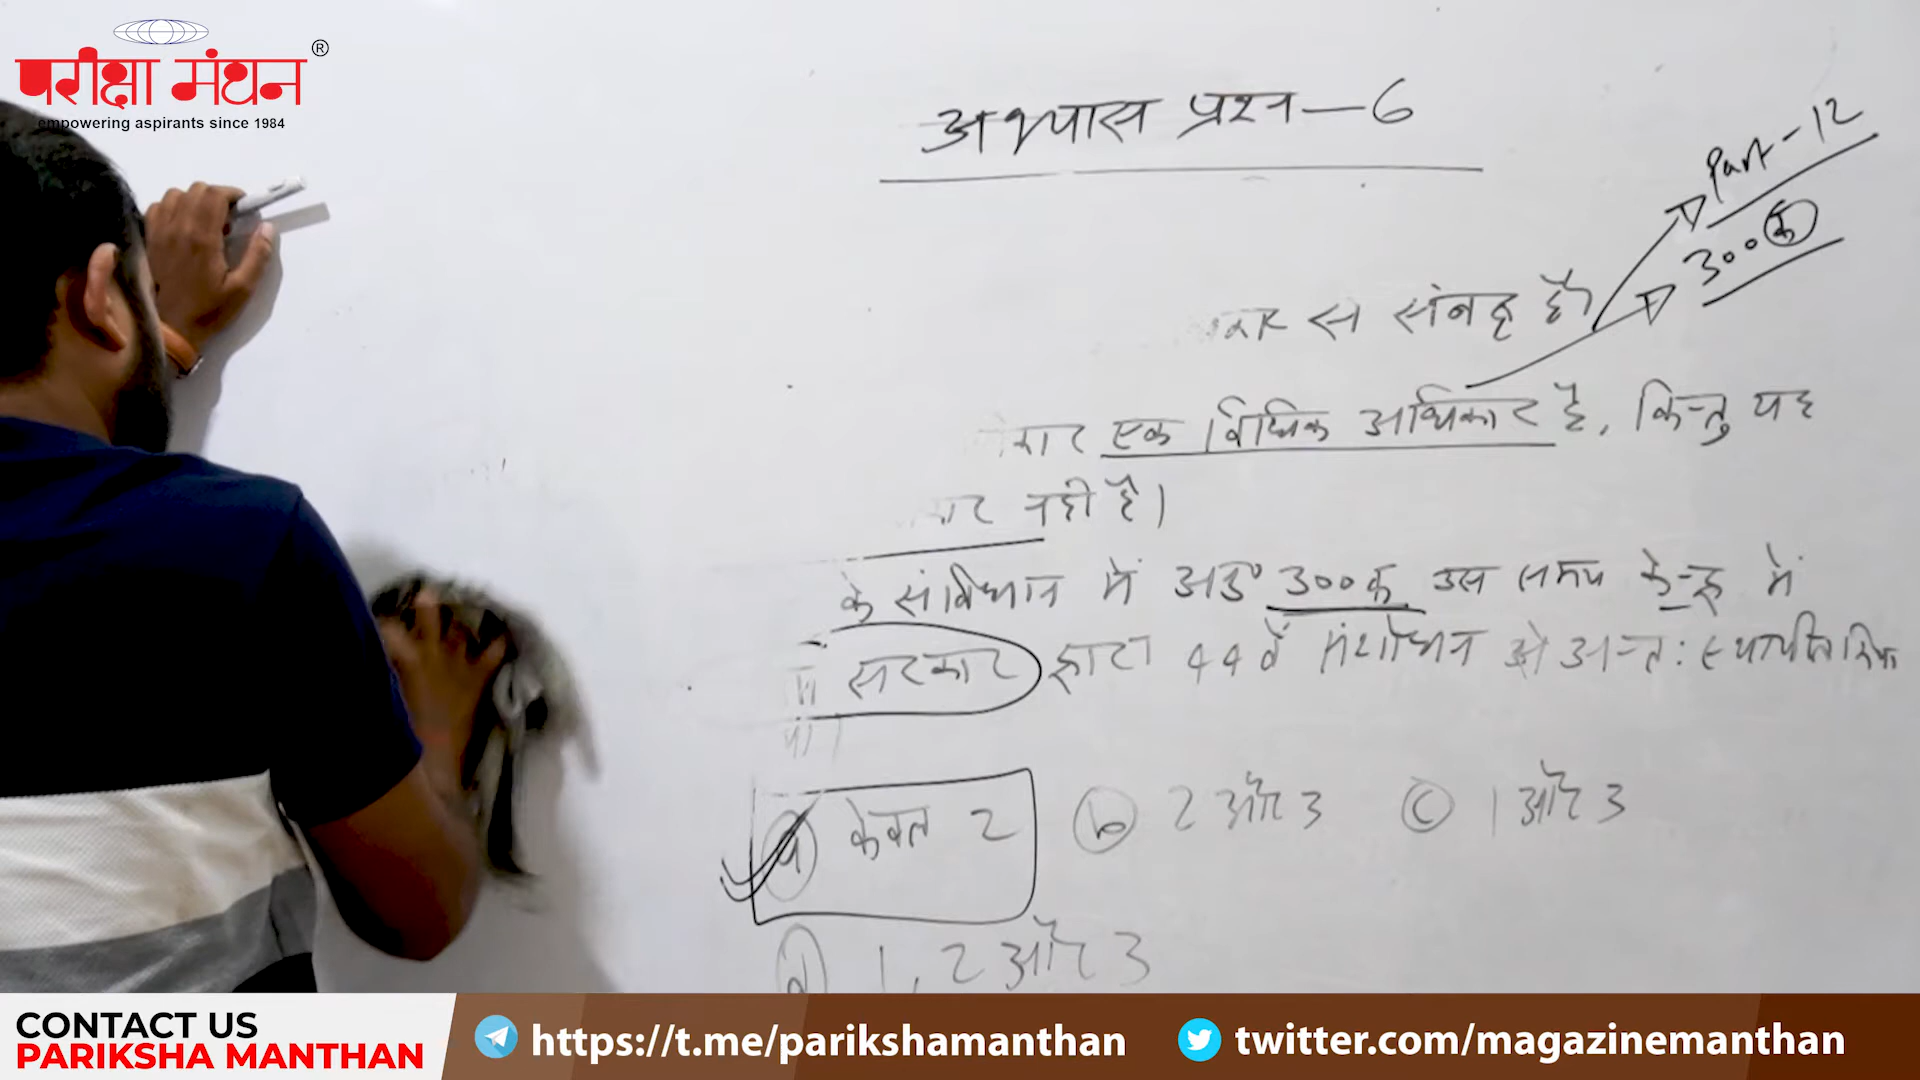 परीक्षा मंथन ®
empowering aspirants since 1984
अभ्यास प्रश्न—6
Part-12
300 क
से संबद्ध है।
एक विधिक अधिकार है, किन्तु यह
नहीं है।
के संविधान में अनु० 300क उस समय केन्द्र में
सरकार द्वारा 44वें संशोधन से अन्तः स्थापित किया
a केवल 2 b 2 और 3 c 1 और 3
d 1, 2 और 3
CONTACT US
PARIKSHA MANTHAN
https://t.me/parikshamanthan
twitter.com/magazinemanthan